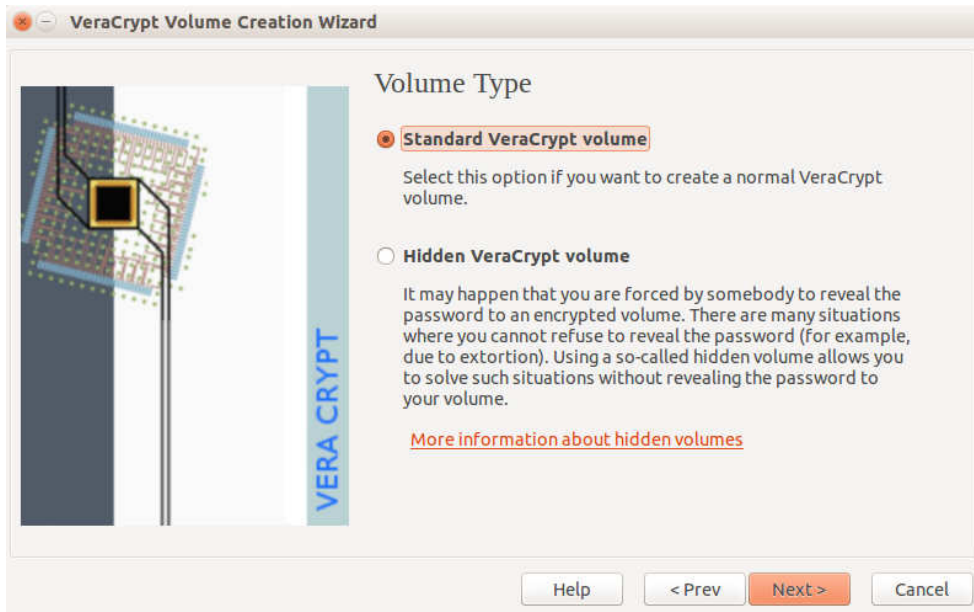 VeraCrypt Volume Creation Wizard
Volume Type
Standard VeraCrypt volume
Select this option if you want to create a normal VeraCrypt
volume.
Hidden VeraCrypt volume
It may happen that you are forced by somebody to reveal the
password to an encrypted volume. There are many situations
where you cannot refuse to reveal the password (for example,
due to extortion). Using a so-called hidden volume allows you
to solve such situations without revealing the password to
your volume.
More information about hidden volumes
VERA CRYPT
Help
< Prev
Next >
Cancel